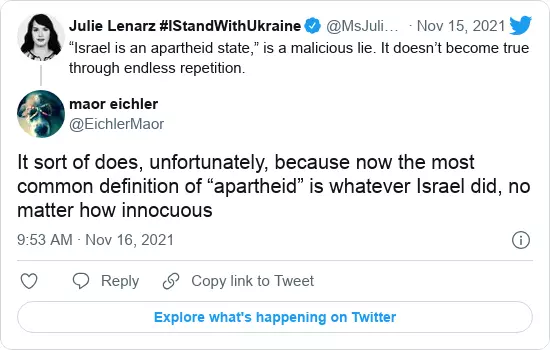 Julie Lenarz #IStandWithUkraine @MsJuli... · Nov 15, 2021
“Israel is an apartheid state,” is a malicious lie. It doesn’t become true
through endless repetition.
maor eichler
@EichlerMaor
It sort of does, unfortunately, because now the most
common definition of “apartheid” is whatever Israel did, no
matter how innocuous
9:53 AM · Nov 16, 2021
Reply Copy link to Tweet
Explore what's happening on Twitter